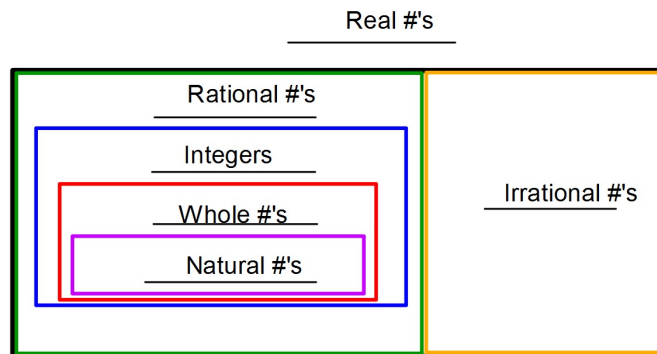 Real #'s
Rational #'s
Integers
Whole #'s
Natural #'s
Irrational #'s